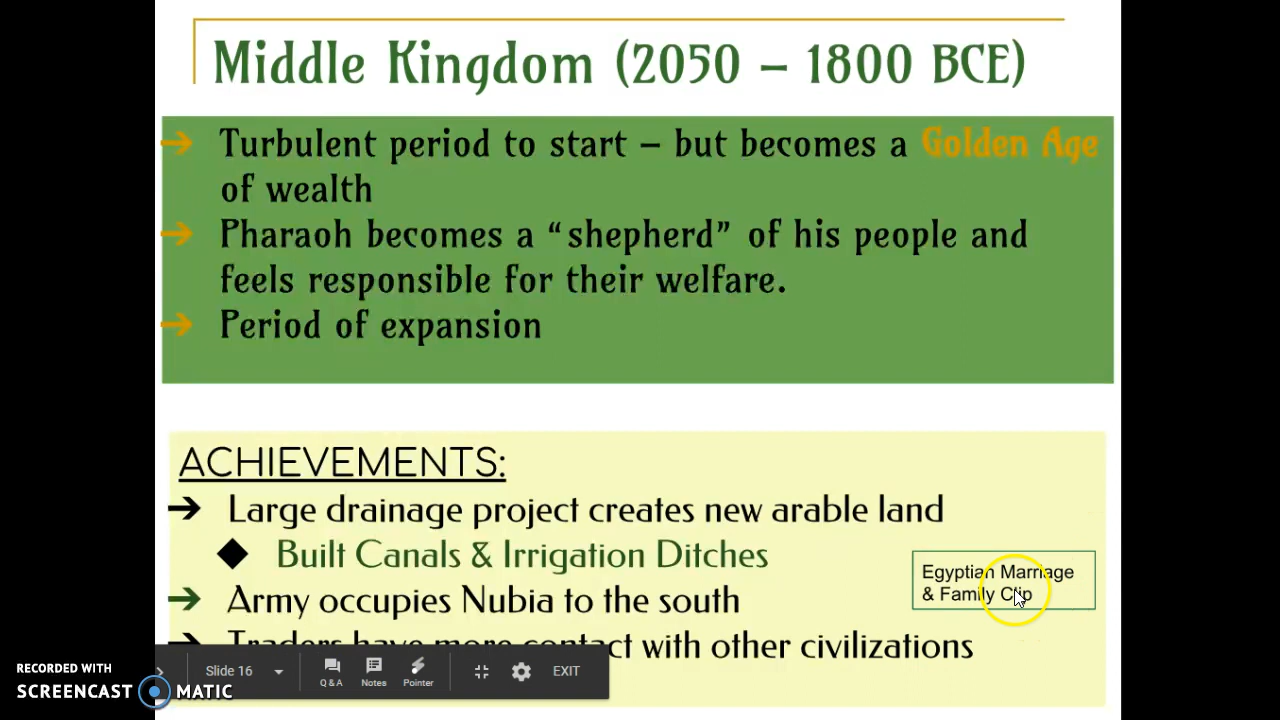 Middle Kingdom (2050 – 1800 BCE)
➔ Turbulent period to start – but becomes a Golden Age
of wealth
➔ Pharaoh becomes a “shepherd” of his people and
feels responsible for their welfare.
➔ Period of expansion
ACHIEVEMENTS:
➔ Large drainage project creates new arable land
◆ Built Canals & Irrigation Ditches
➔ Army occupies Nubia to the south
➔ Traders have more contact with other civilizations
Egyptian Marriage
& Family Clip
Slide 16
Q & A
Notes
Pointer
EXIT
RECORDED WITH
SCREENCAST MATIC